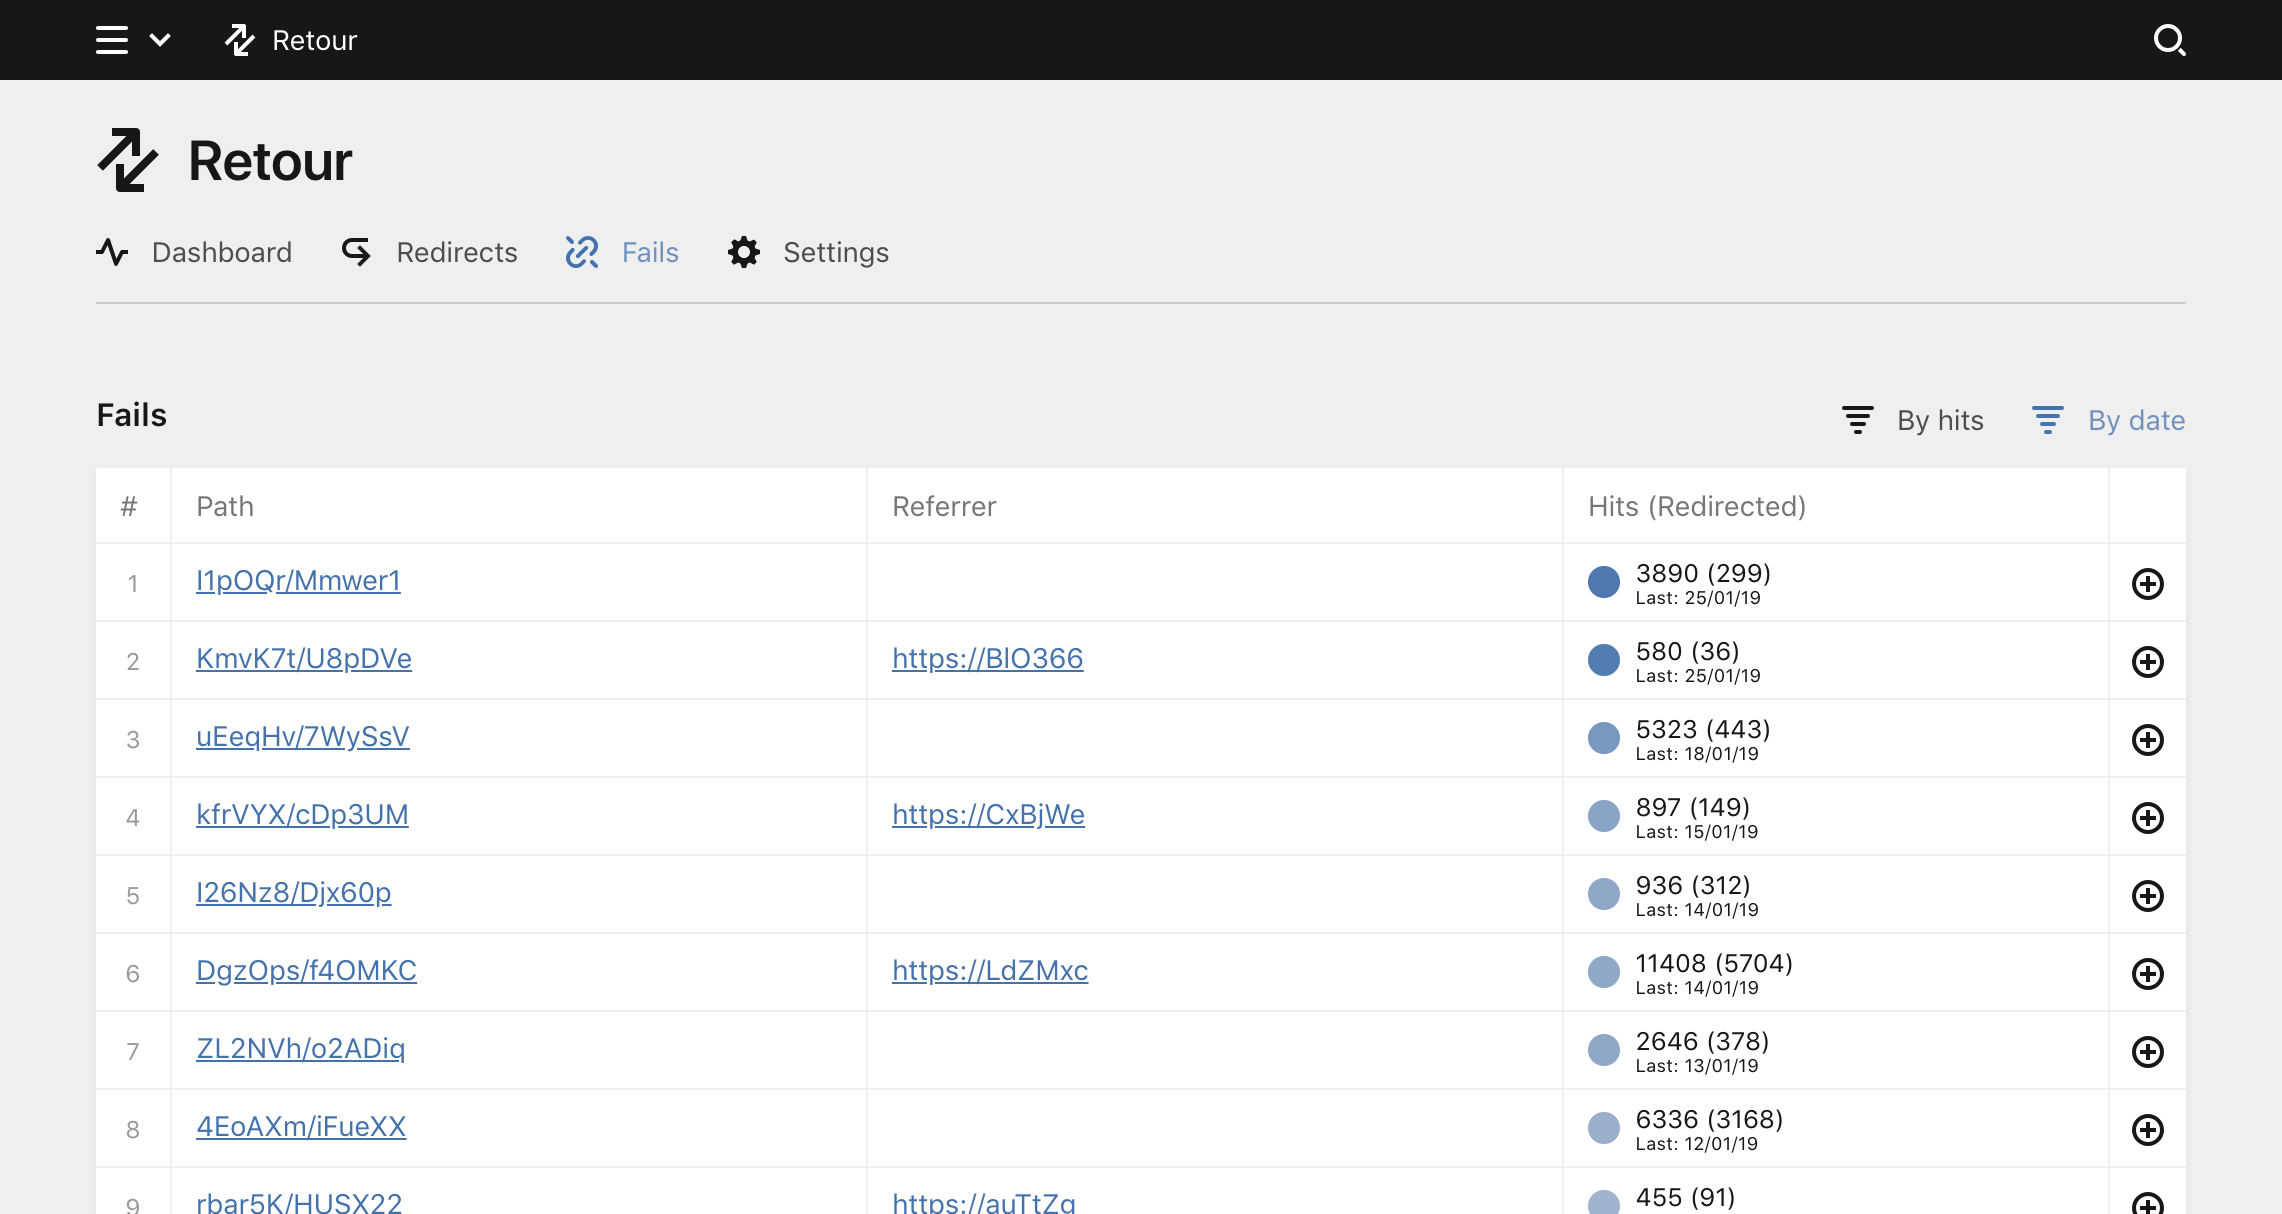 Retour
Retour
Dashboard Redirects Fails Settings
Fails By hits By date
# Path Referrer Hits (Redirected)
1 I1pOQr/Mmwer1 3890 (299)
Last: 25/01/19
2 KmvK7t/U8pDVe https://BlO366 580 (36)
Last: 25/01/19
3 uEeqHv/7WySsV 5323 (443)
Last: 18/01/19
4 kfrVYX/cDp3UM https://CxBjWe 897 (149)
Last: 15/01/19
5 I26Nz8/Djx60p 936 (312)
Last: 14/01/19
6 DgzOps/f4OMKC https://LdZMxc 11408 (5704)
Last: 14/01/19
7 ZL2NVh/o2ADiq 2646 (378)
Last: 13/01/19
8 4EoAXm/iFueXX 6336 (3168)
Last: 12/01/19
9 rbar5K/HUSX22 https://auTtZq 455 (91)